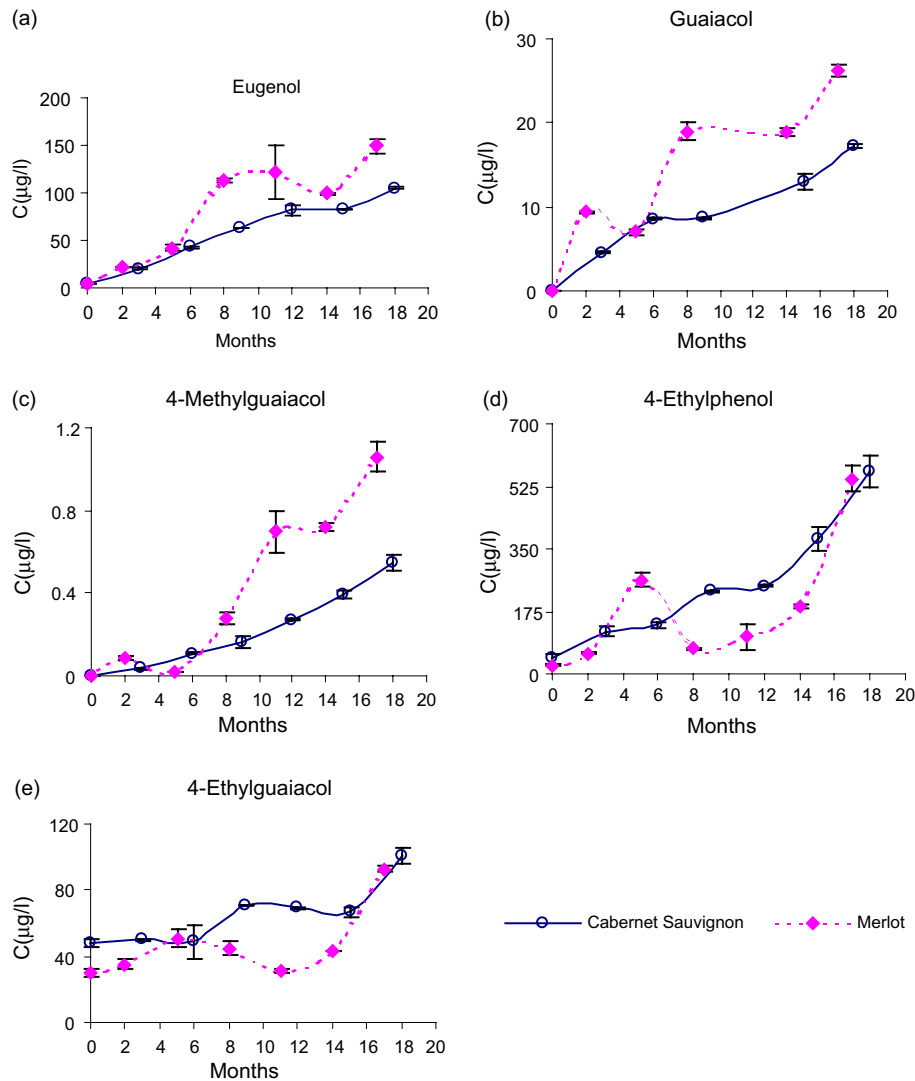 (a)
Eugenol
200
150
100
50
0
C(µg/l)
0 2 4 6 8 10 12 14 16 18 20
Months
(b)
Guaiacol
30
20
10
0
C(µg/l)
0 2 4 6 8 10 12 14 16 18 20
Months
(c)
4-Methylguaiacol
1.2
0.8
0.4
0
C(µg/l)
0 2 4 6 8 10 12 14 16 18 20
Months
(d)
4-Ethylphenol
700
525
350
175
0
C(µg/l)
0 2 4 6 8 10 12 14 16 18 20
Months
(e)
4-Ethylguaiacol
120
80
40
0
C(µg/l)
0 2 4 6 8 10 12 14 16 18 20
Months
Cabernet Sauvignon
Merlot